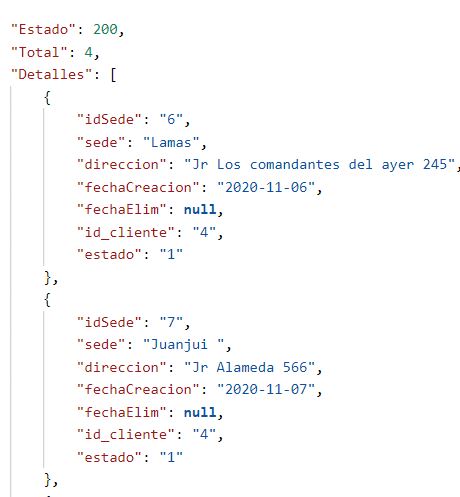 "Estado": 200,
"Total": 4,
"Detalles": [
{
"idSede": "6",
"sede": "Lamas",
"direccion": "Jr Los comandantes del ayer 245",
"fechaCreacion": "2020-11-06",
"fechaElim": null,
"id_cliente": "4",
"estado": "1"
},
{
"idSede": "7",
"sede": "Juanjui ",
"direccion": "Jr Alameda 566",
"fechaCreacion": "2020-11-07",
"fechaElim": null,
"id_cliente": "4",
"estado": "1"
},